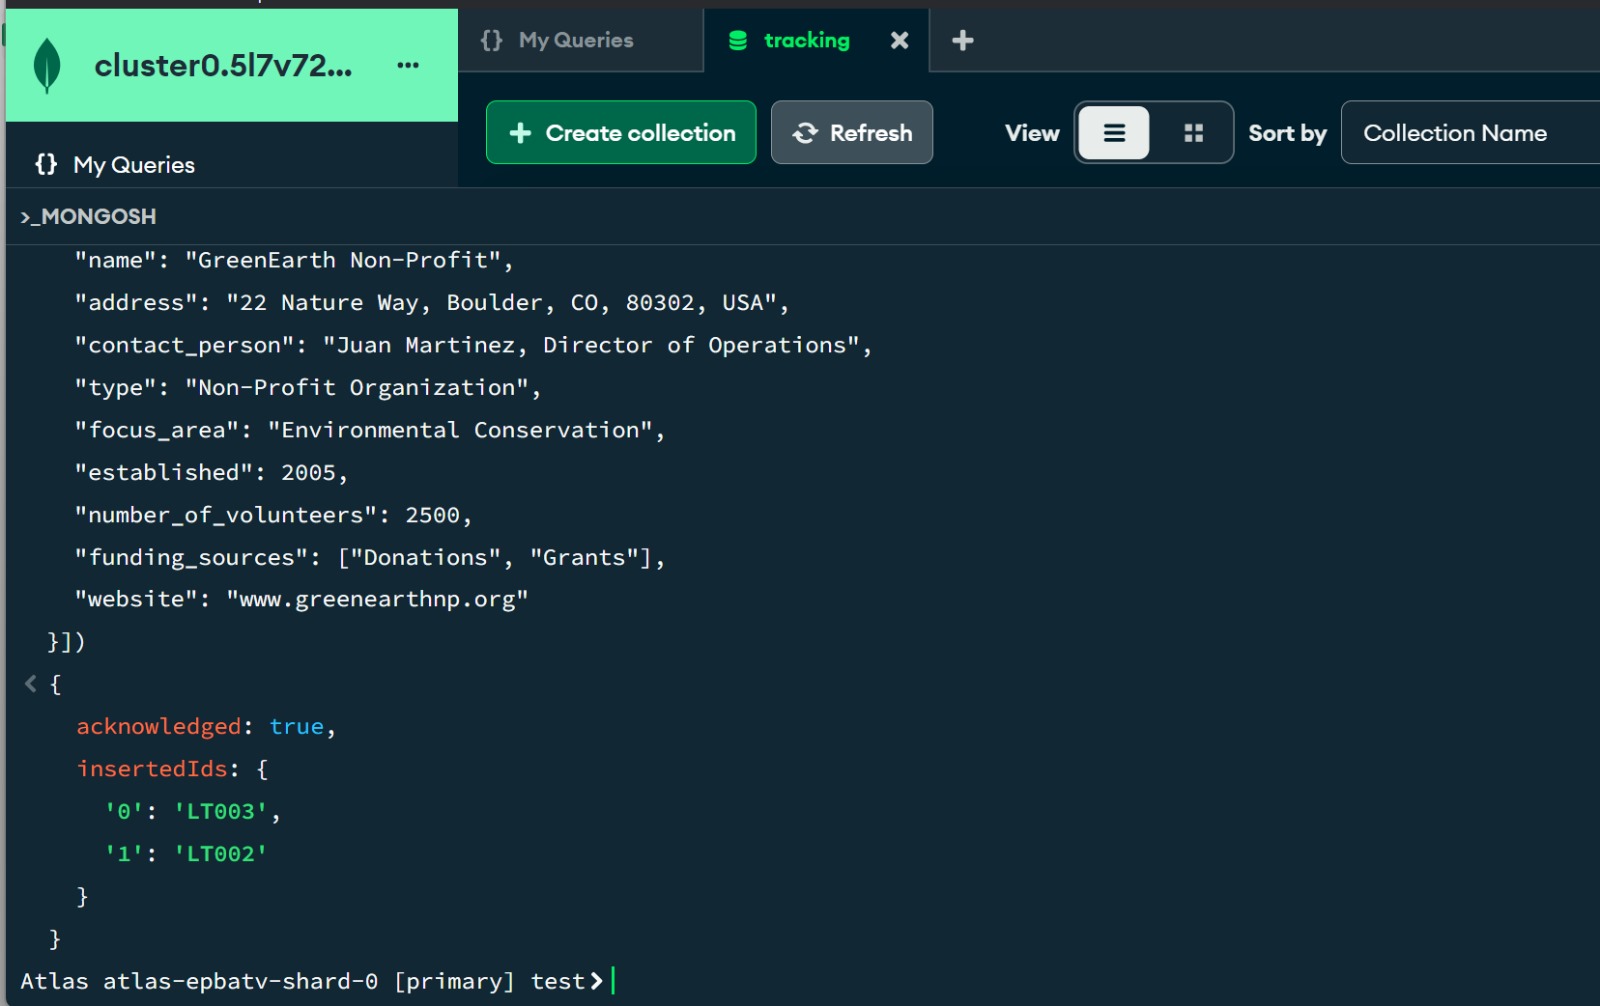 cluster0.5l7v72... ...
{} My Queries
{} My Queries tracking × +
+ Create collection Refresh View Sort by Collection Name
>_MONGOSH
"name": "GreenEarth Non-Profit",
"address": "22 Nature Way, Boulder, CO, 80302, USA",
"contact_person": "Juan Martinez, Director of Operations",
"type": "Non-Profit Organization",
"focus_area": "Environmental Conservation",
"established": 2005,
"number_of_volunteers": 2500,
"funding_sources": ["Donations", "Grants"],
"website": "www.greenearthnp.org"
}])
< {
acknowledged: true,
insertedIds: {
'0': 'LT003',
'1': 'LT002'
}
}
Atlas atlas-epbatv-shard-0 [primary] test>